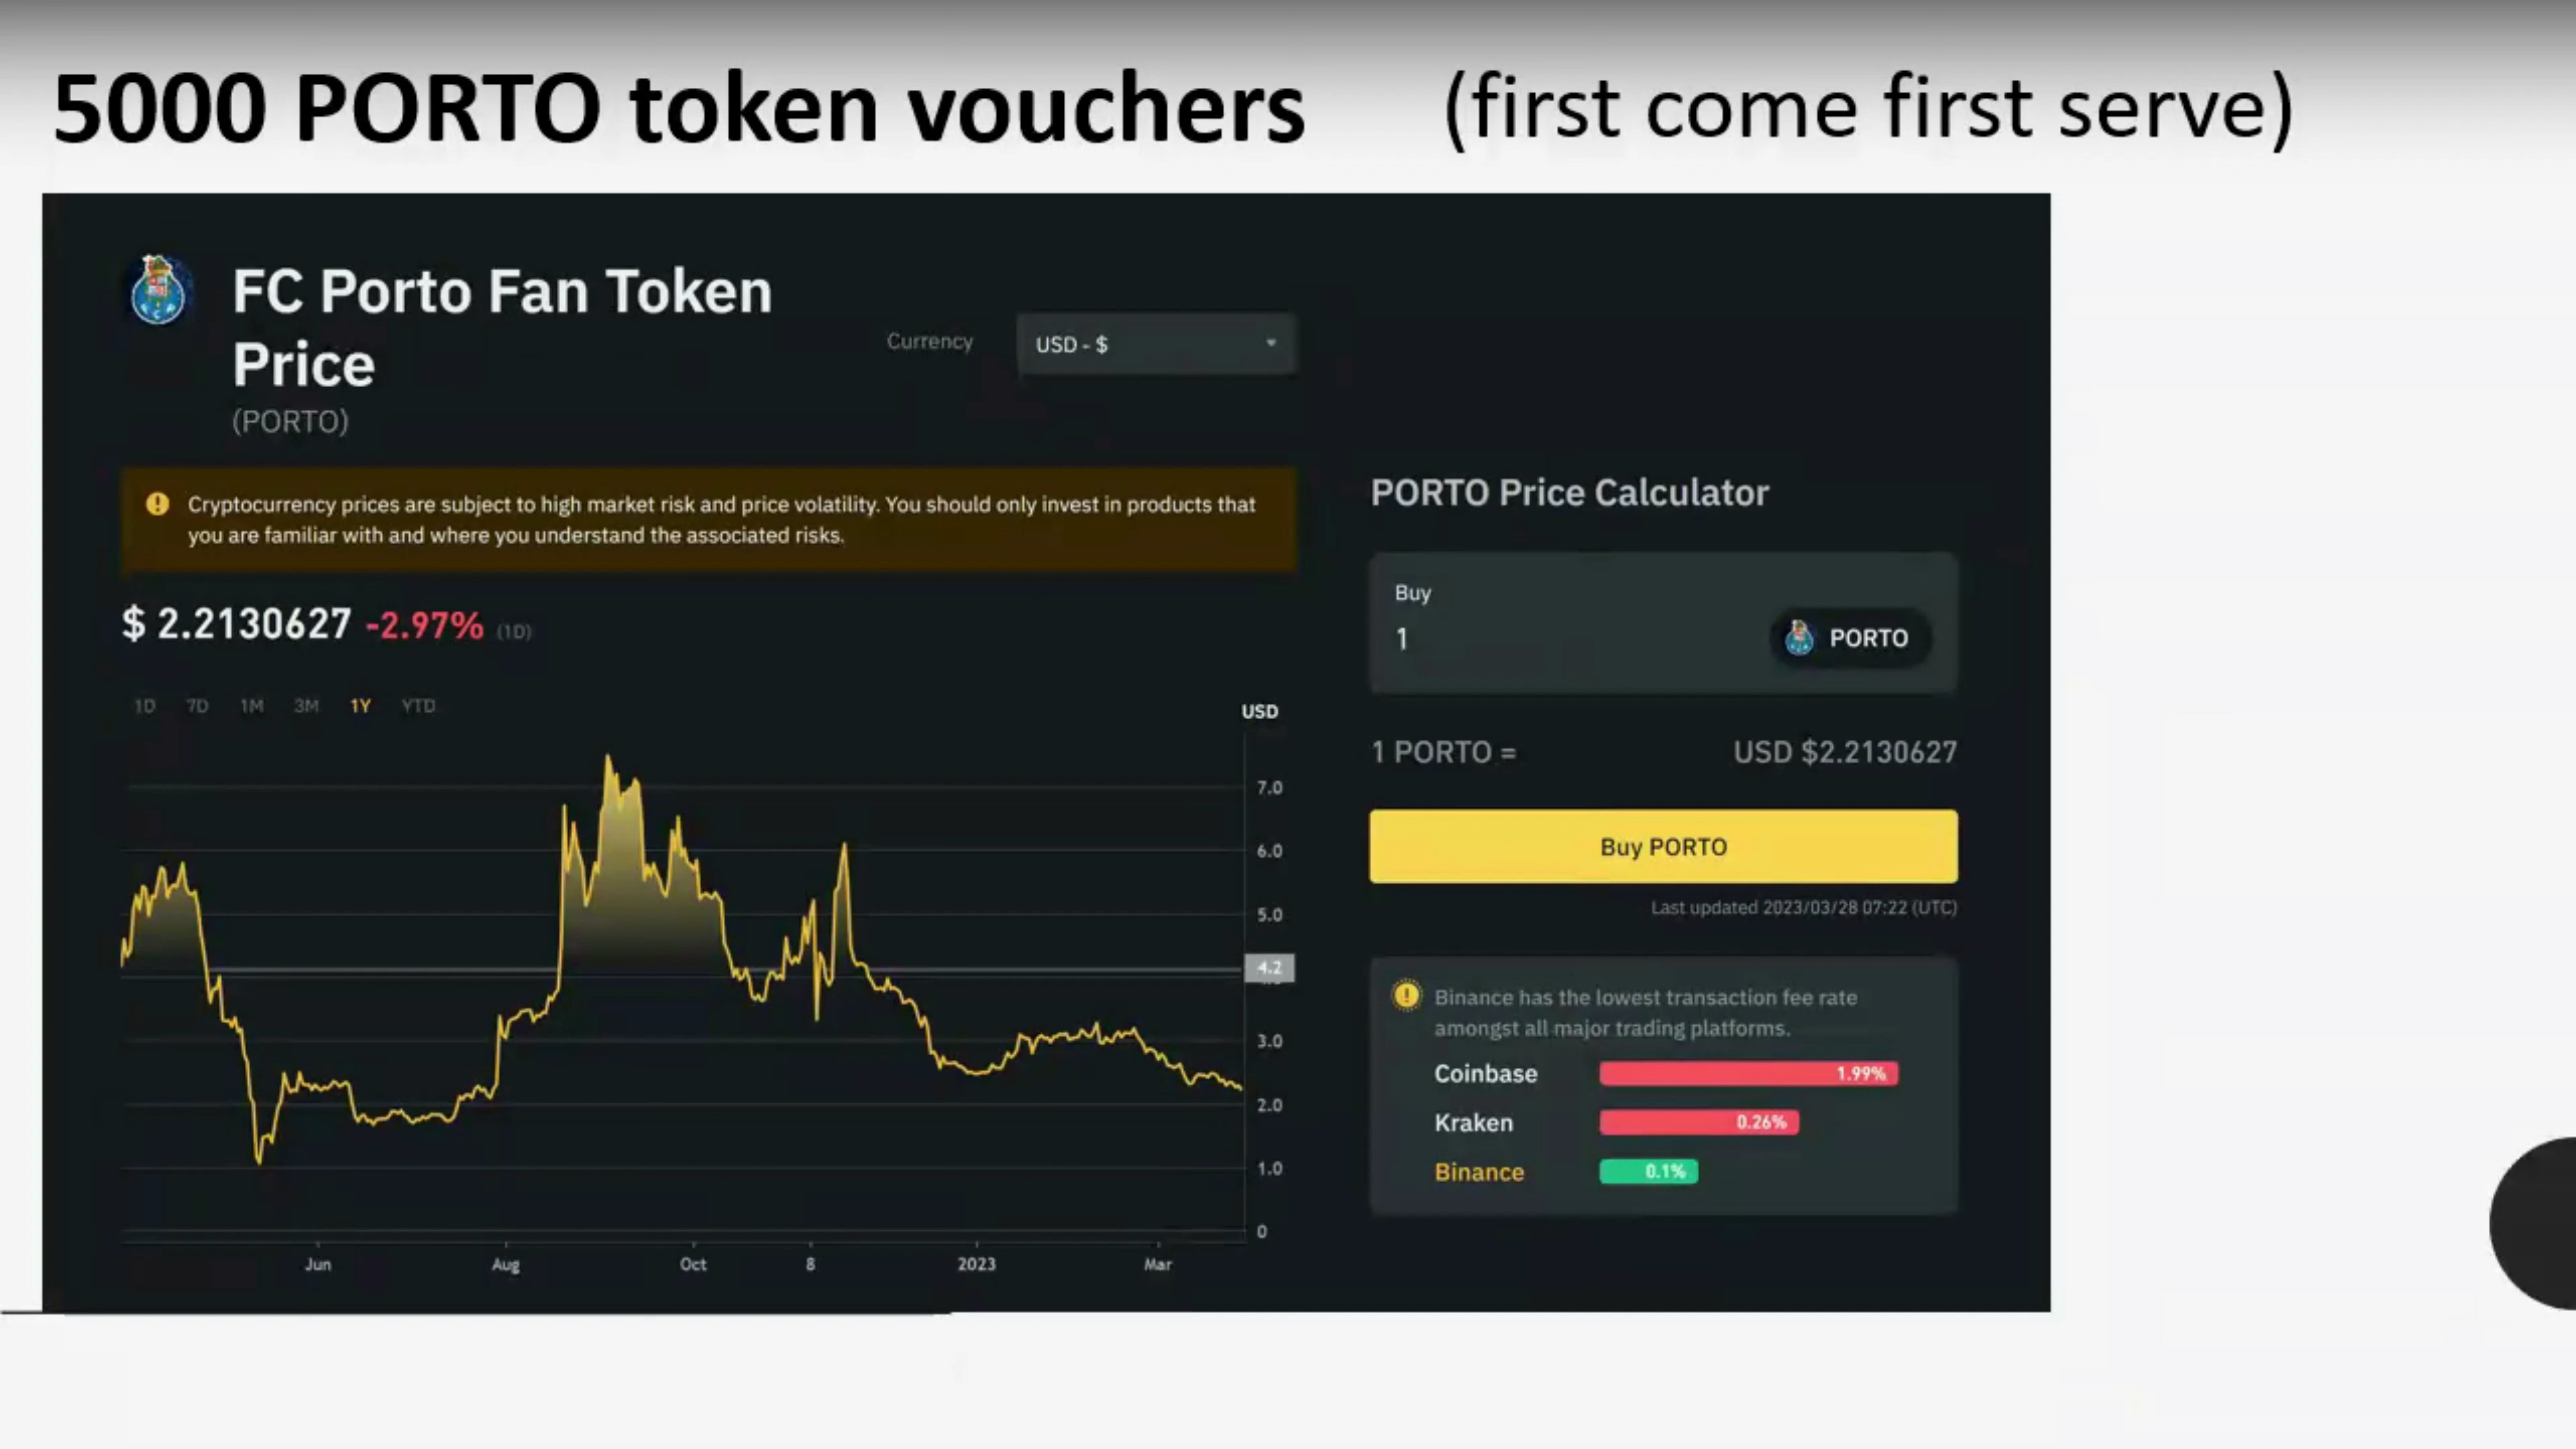 5000 PORTO token vouchers (first come first serve)
FC Porto Fan Token
Price
(PORTO)
Currency
USD - $
Cryptocurrency prices are subject to high market risk and price volatility. You should only invest in products that
you are familiar with and where you understand the associated risks.
$ 2.2130627 -2.97% (1D)
1D 7D 1M 3M 1Y YTD
USD
7.0
6.0
5.0
4.2
3.0
2.0
1.0
0
Jun Aug Oct 8 2023 Mar
PORTO Price Calculator
Buy
1
PORTO
1 PORTO = USD $2.2130627
Buy PORTO
Last updated 2023/03/28 07:22 (UTC)
Binance has the lowest transaction fee rate
amongst all major trading platforms.
Coinbase 1.99%
Kraken 0.26%
Binance 0.1%